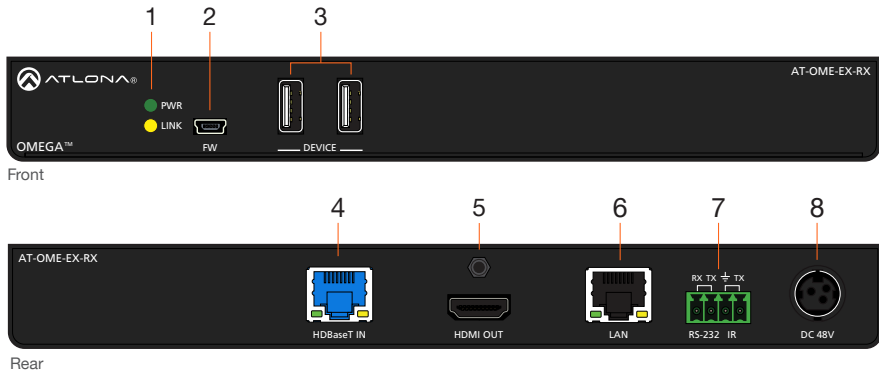 1 2 3
ATLONA®
AT-OME-EX-RX
PWR
LINK
OMEGA™
FW
DEVICE
Front
4 5 6 7 8
AT-OME-EX-RX
RX TX TX
HDBaseT IN
HDMI OUT
LAN
RS-232 IR
DC 48V
Rear